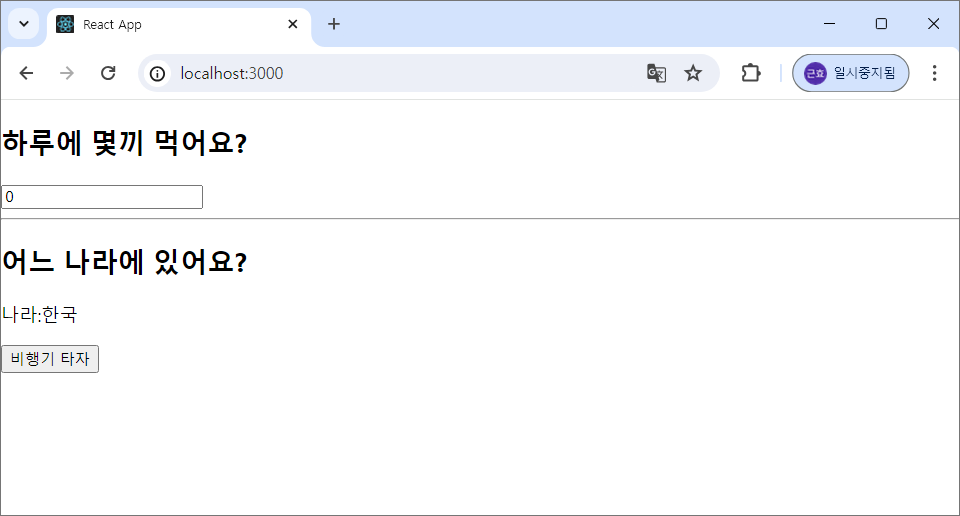 React App
localhost:3000
근효 일시중지됨
하루에 몇끼 먹어요?
0
어느 나라에 있어요?
나라:한국
비행기 타자